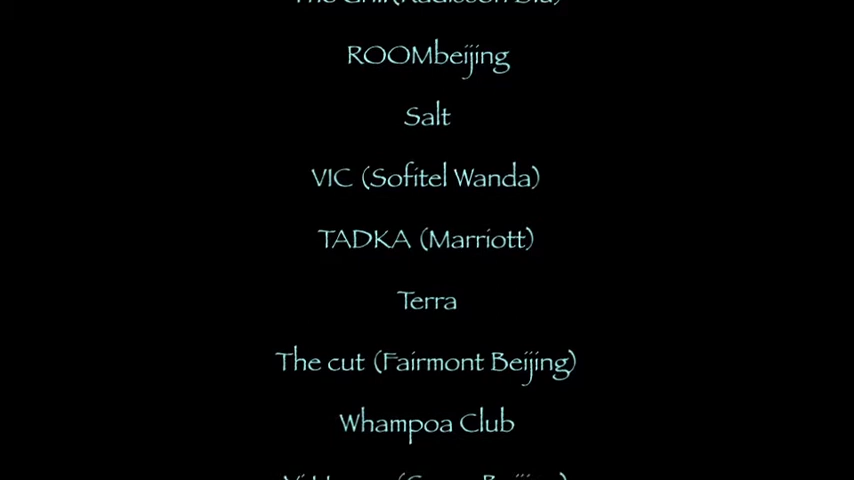 ROOMbeijing
Salt
VIC (Sofitel Wanda)
TADKA (Marriott)
Terra
The cut (Fairmont Beijing)
Whampoa Club